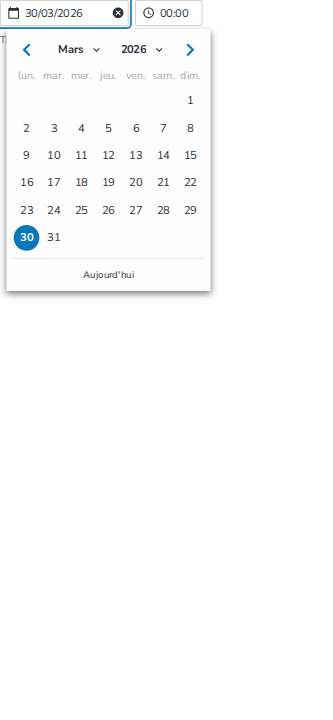 30/03/2026 00:00
T
Mars 2026
lun. mar. mer. jeu. ven. sam. dim.
1
2 3 4 5 6 7 8
9 10 11 12 13 14 15
16 17 18 19 20 21 22
23 24 25 26 27 28 29
30 31
Aujourd'hui